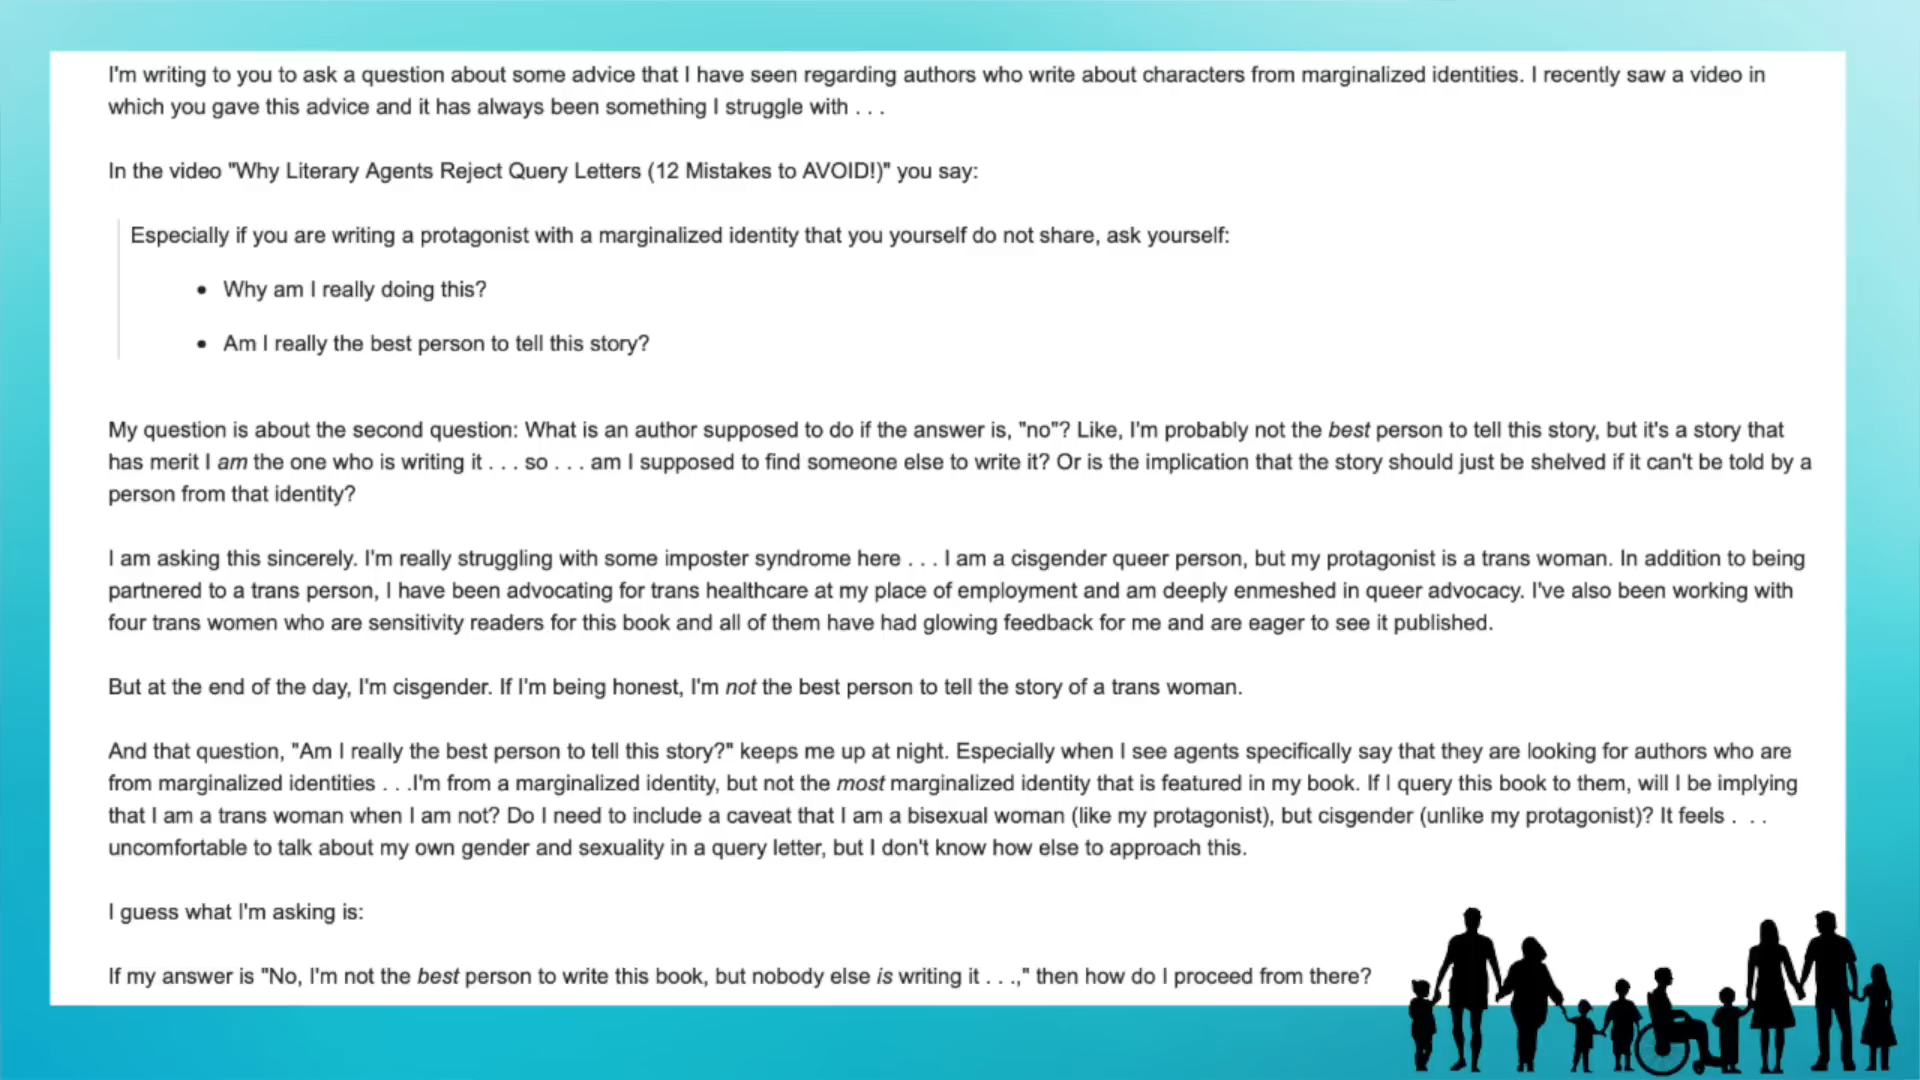 I'm writing to you to ask a question about some advice that I have seen regarding authors who write about characters from marginalized identities. I recently saw a video in
which you gave this advice and it has always been something I struggle with . . .
In the video "Why Literary Agents Reject Query Letters (12 Mistakes to AVOID!)" you say:
Especially if you are writing a protagonist with a marginalized identity that you yourself do not share, ask yourself:
• Why am I really doing this?
• Am I really the best person to tell this story?
My question is about the second question: What is an author supposed to do if the answer is, "no"? Like, I'm probably not the best person to tell this story, but it's a story that
has merit I am the one who is writing it . . . so . . . am I supposed to find someone else to write it? Or is the implication that the story should just be shelved if it can't be told by a
person from that identity?
I am asking this sincerely. I'm really struggling with some imposter syndrome here . . . I am a cisgender queer person, but my protagonist is a trans woman. In addition to being
partnered to a trans person, I have been advocating for trans healthcare at my place of employment and am deeply enmeshed in queer advocacy. I've also been working with
four trans women who are sensitivity readers for this book and all of them have had glowing feedback for me and are eager to see it published.
But at the end of the day, I'm cisgender. If I'm being honest, I'm not the best person to tell the story of a trans woman.
And that question, "Am I really the best person to tell this story?" keeps me up at night. Especially when I see agents specifically say that they are looking for authors who are
from marginalized identities . . .I'm from a marginalized identity, but not the most marginalized identity that is featured in my book. If I query this book to them, will I be implying
that I am a trans woman when I am not? Do I need to include a caveat that I am a bisexual woman (like my protagonist), but cisgender (unlike my protagonist)? It feels . . .
uncomfortable to talk about my own gender and sexuality in a query letter, but I don't know how else to approach this.
I guess what I'm asking is:
If my answer is "No, I'm not the best person to write this book, but nobody else is writing it . . .," then how do I proceed from there?